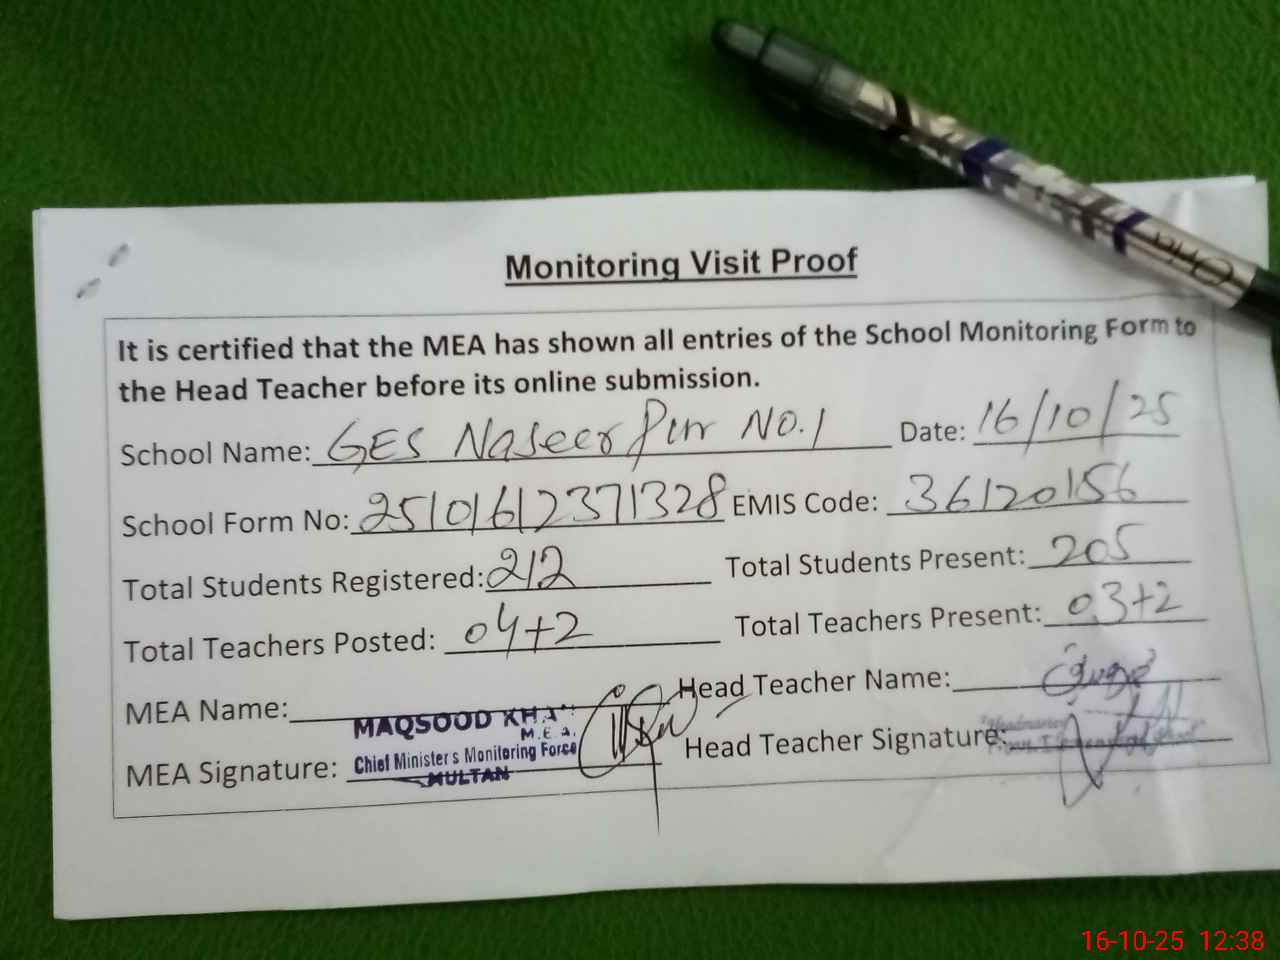 Monitoring Visit Proof
It is certified that the MEA has shown all entries of the School Monitoring Form to
the Head Teacher before its online submission.
School Name: GES Naseer Pur No.1 Date: 16/10/25
School Form No: 25101612371328 EMIS Code: 36120156
Total Students Registered: 212 Total Students Present: 205
Total Teachers Posted: 04+2 Total Teachers Present: 03+2
MEA Name: Head Teacher Name:
MAQSOOD KHAN
M.E.A.
MEA Signature: Chief Ministers Monitoring Force Head Teacher Signature:
MULTAN
16-10-25 12:38